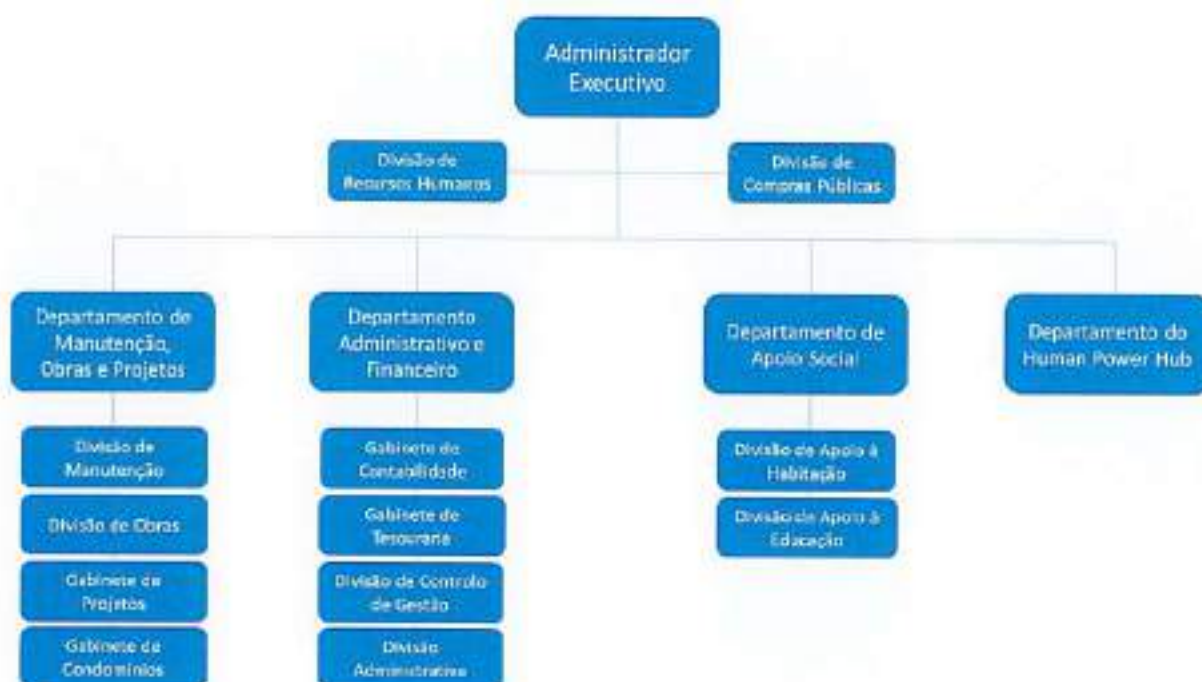 Administrador
Executivo
Divisão de
Recursos Humanos
Divisão de
Compras Públicas
Departamento de
Manutenção,
Obras e Projetos
Departamento
Administrativo e
Financeiro
Departamento de
Apoio Social
Departamento do
Human Power Hub
Divisão de
Manutenção
Divisão de Obras
Gabinete de
Projetos
Gabinete de
Condomínios
Gabinete de
Contabilidade
Gabinete de
Tesouraria
Divisão de Controlo
de Gestão
Divisão
Administrativa
Divisão de Apoio à
Habitação
Divisão de Apoio à
Educação